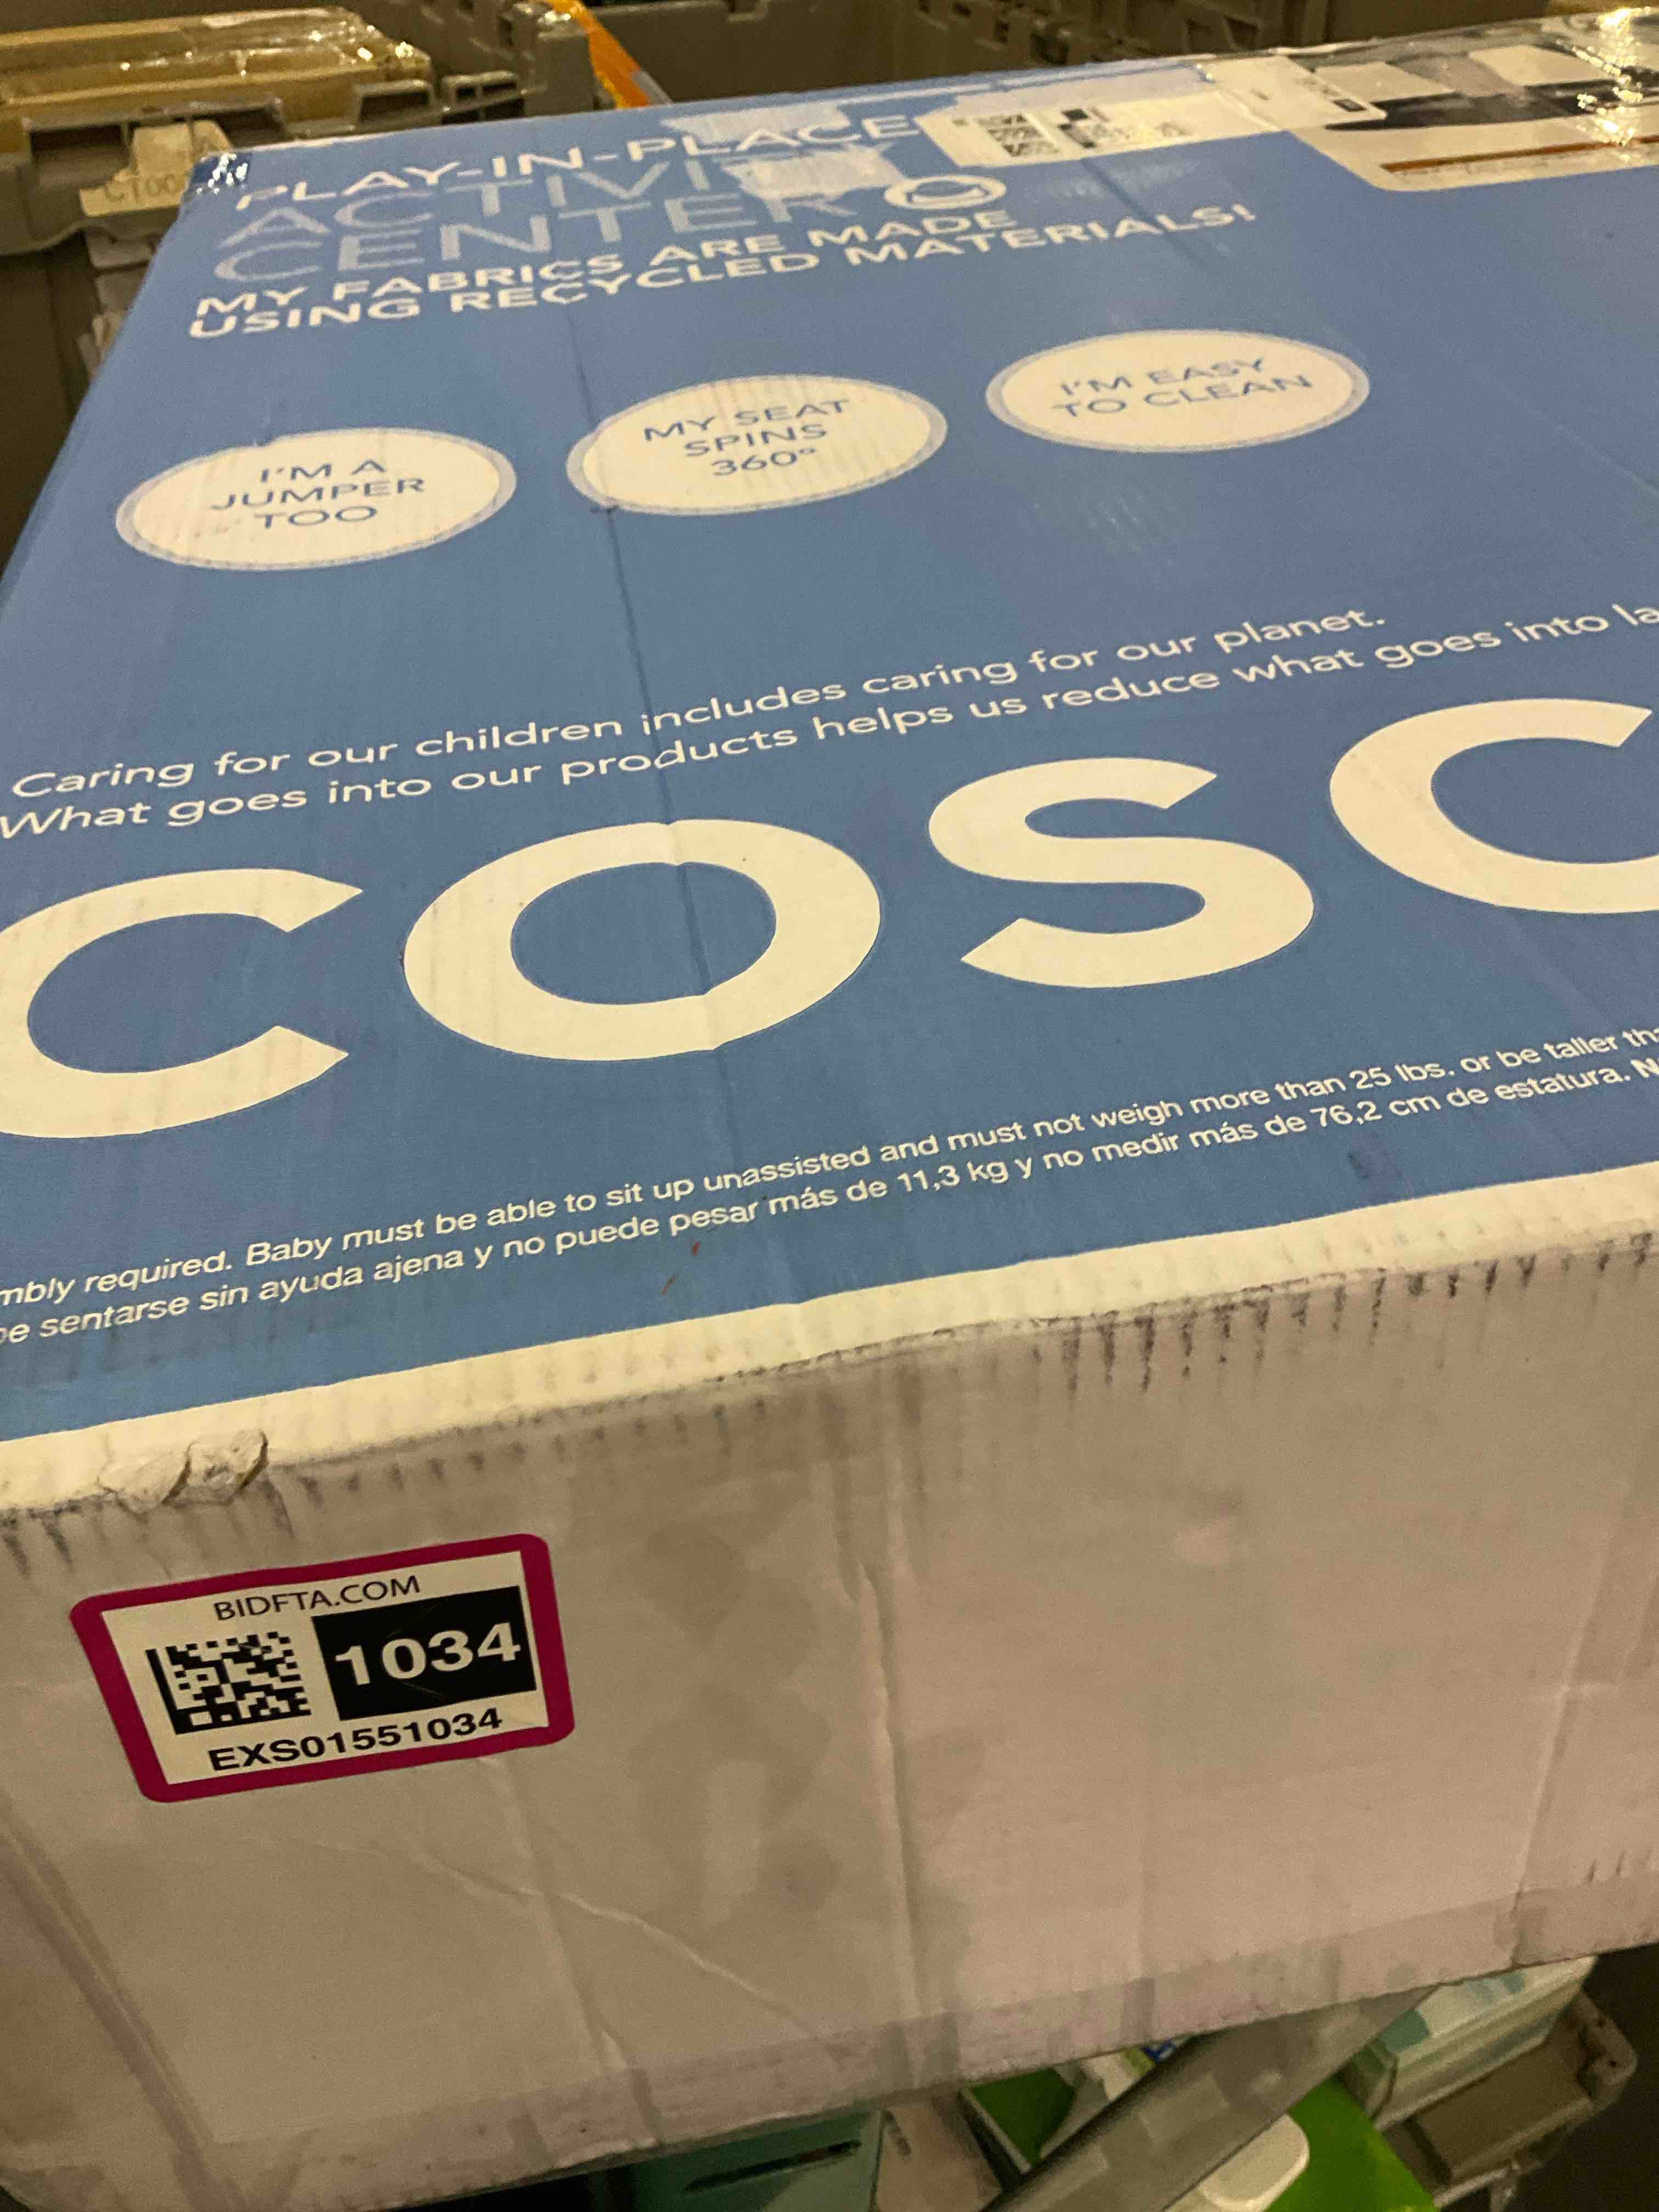 PLAY-IN-PLACE
ACTIVI
CENTER
MY FABRICS ARE MADE
USING RECYCLED MATERIALS!
I'M A
JUMPER
TOO
MY SEAT
SPINS
360°
I'M EASY
TO CLEAN
Caring for our children includes caring for our planet.
What goes into our products helps us reduce what goes into la
COSC
mbly required. Baby must be able to sit up unassisted and must not weigh more than 25 lbs. or be taller tha
be sentarse sin ayuda ajena y no puede pesar más de 11,3 kg y no medir más de 76,2 cm de estatura. N
BIDFTA.COM
1034
EXS01551034